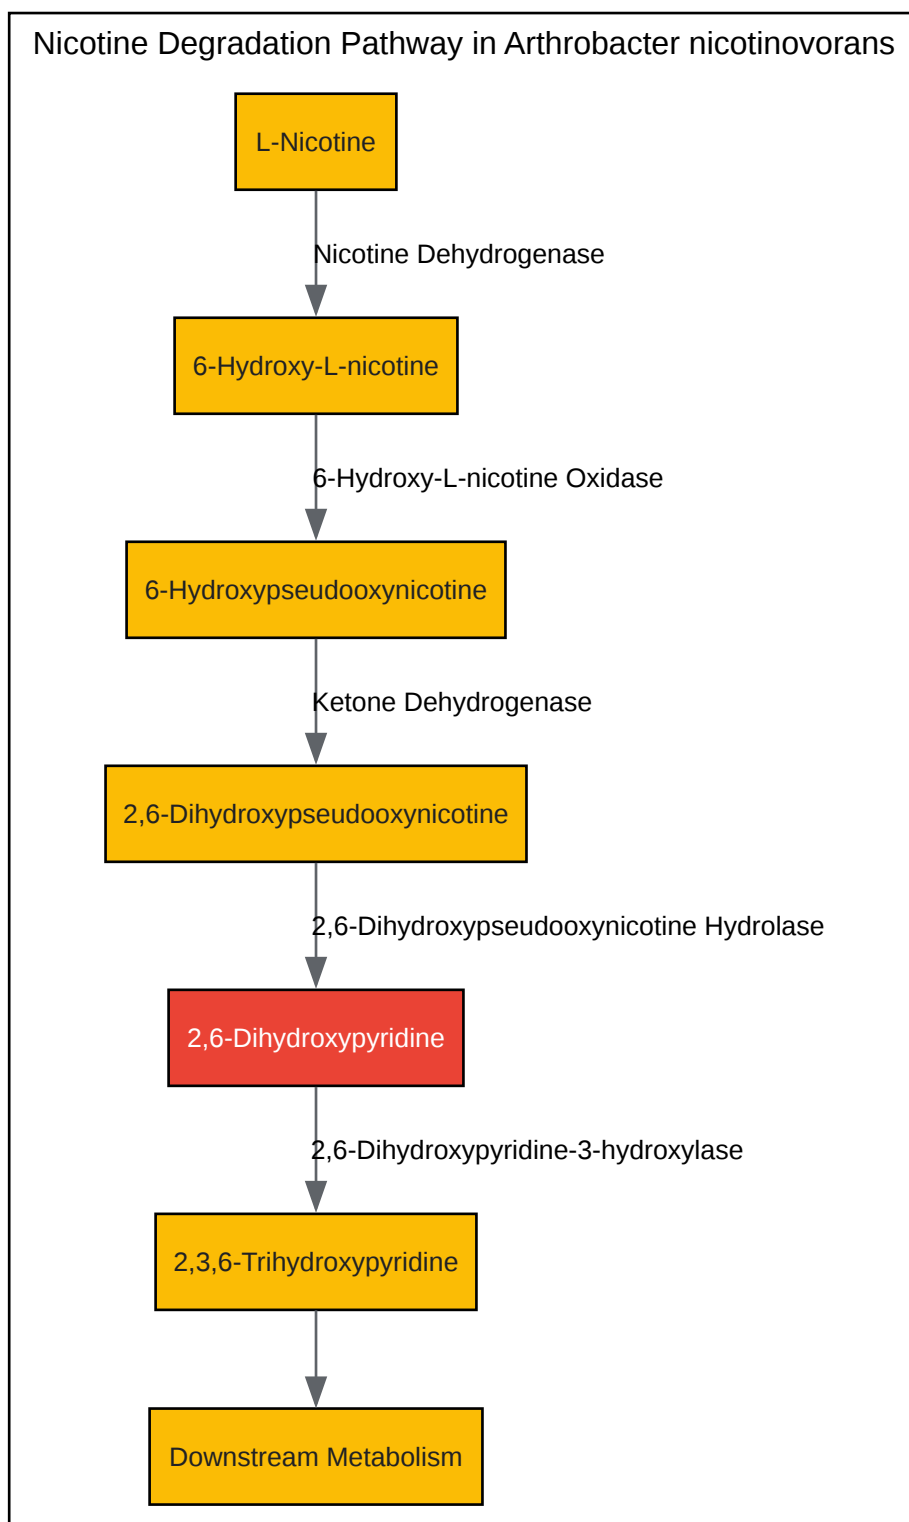 Nicotine Degradation Pathway in Arthrobacter nicotinovorans
L-Nicotine
Nicotine Dehydrogenase
6-Hydroxy-L-nicotine
6-Hydroxy-L-nicotine Oxidase
6-Hydroxypseudooxynicotine
Ketone Dehydrogenase
2,6-Dihydroxypseudooxynicotine
2,6-Dihydroxypseudooxynicotine Hydrolase
2,6-Dihydroxypyridine
2,6-Dihydroxypyridine-3-hydroxylase
2,3,6-Trihydroxypyridine
Downstream Metabolism